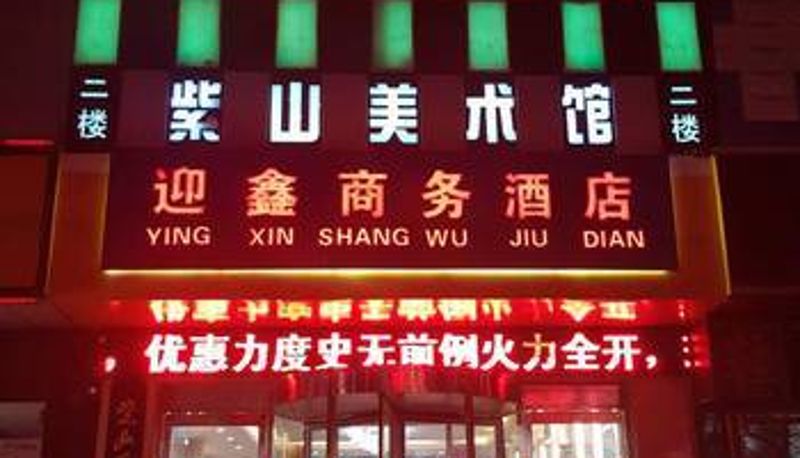 二楼 紫山美术馆 二楼
迎鑫商务酒店
YING XIN SHANG WU JIU DIAN
，优惠力度史无前例火力全开，